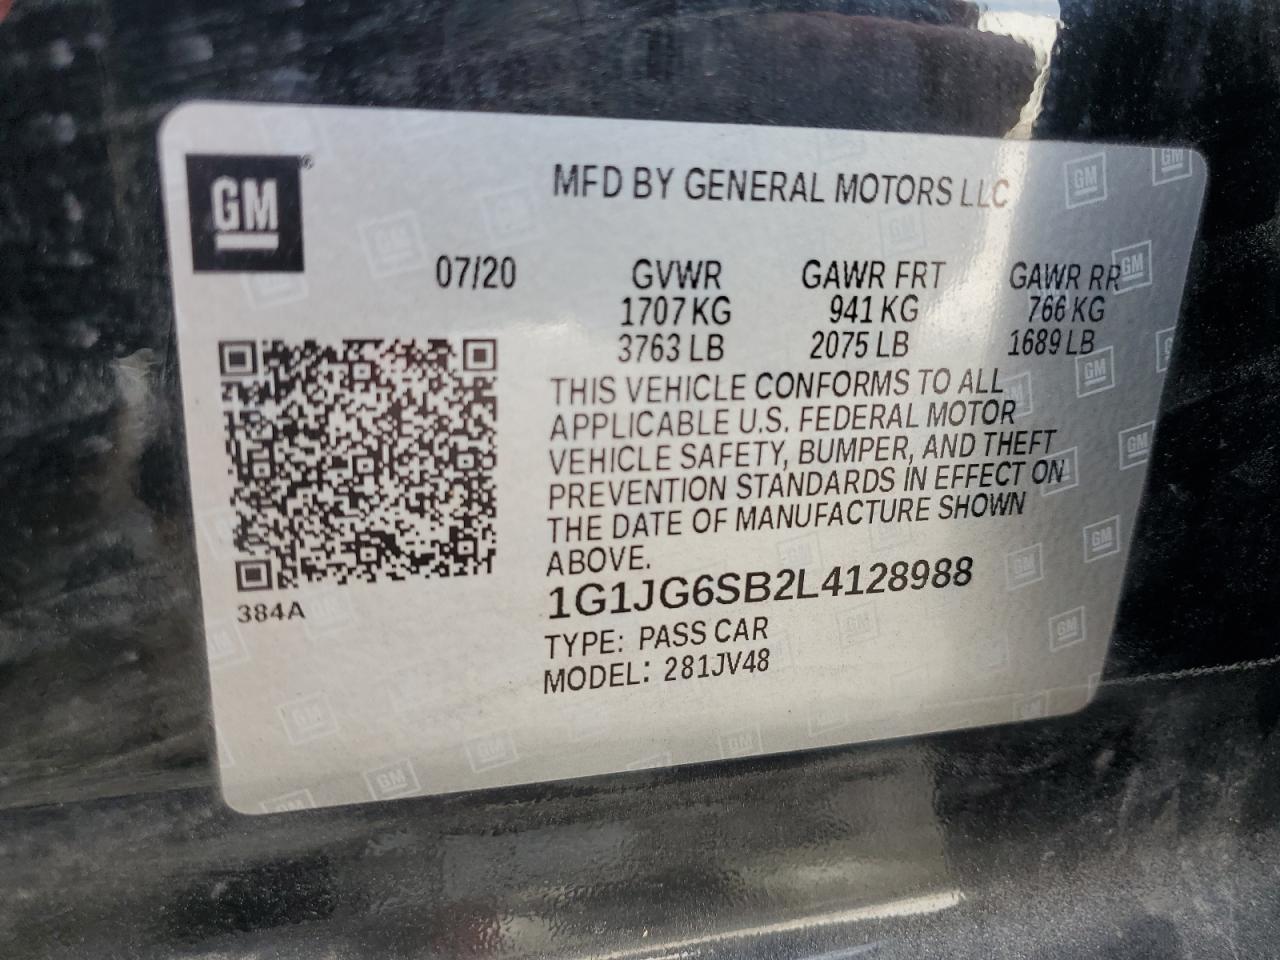 GM®
MFD BY GENERAL MOTORS LLC
07/20 GVWR GAWR FRT GAWR RR
1707 KG 941 KG 766 KG
3763 LB 2075 LB 1689 LB
THIS VEHICLE CONFORMS TO ALL
APPLICABLE U.S. FEDERAL MOTOR
VEHICLE SAFETY, BUMPER, AND THEFT
PREVENTION STANDARDS IN EFFECT ON
THE DATE OF MANUFACTURE SHOWN
ABOVE.
384A
1G1JG6SB2L4128988
TYPE: PASS CAR
MODEL: 281JV48